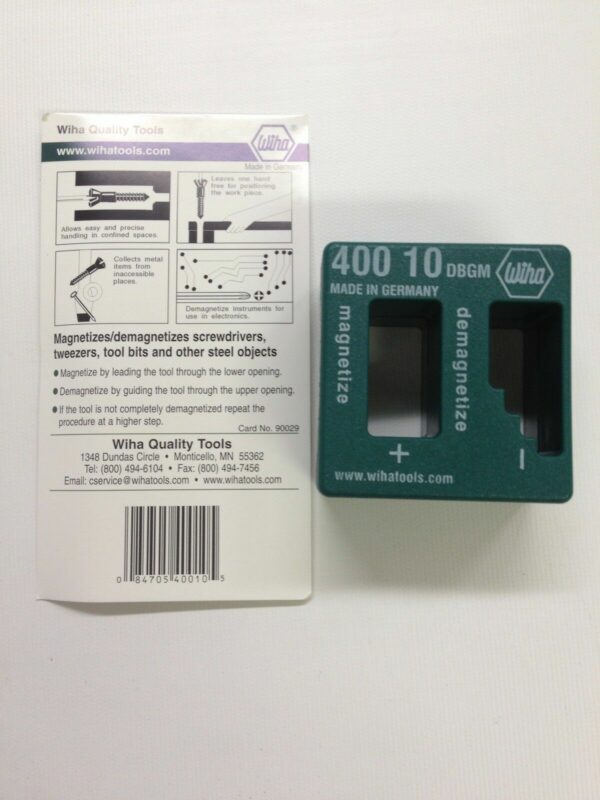 Wiha Quality Tools
Wiha®
www.wihatools.com
Made in Germany
Allows easy and precise
handling in confined spaces.
Leaves one hand
free for positioning
the work piece.
Collects metal
items from
inaccessible
places.
Demagnetize instruments for
use in electronics.
Magnetizes/demagnetizes screwdrivers,
tweezers, tool bits and other steel objects
• Magnetize by leading the tool through the lower opening.
• Demagnetize by guiding the tool through the upper opening.
• If the tool is not completely demagnetized repeat the
procedure at a higher step.
Card No. 90029
Wiha Quality Tools
1348 Dundas Circle • Monticello, MN 55362
Tel: (800) 494-6104 • Fax: (800) 494-7456
Email: cservice@wihatools.com • www.wihatools.com
0 84705 40010 5
400 10 DBGM
Wiha
MADE IN GERMANY
magnetize
demagnetize
+
−
www.wihatools.com